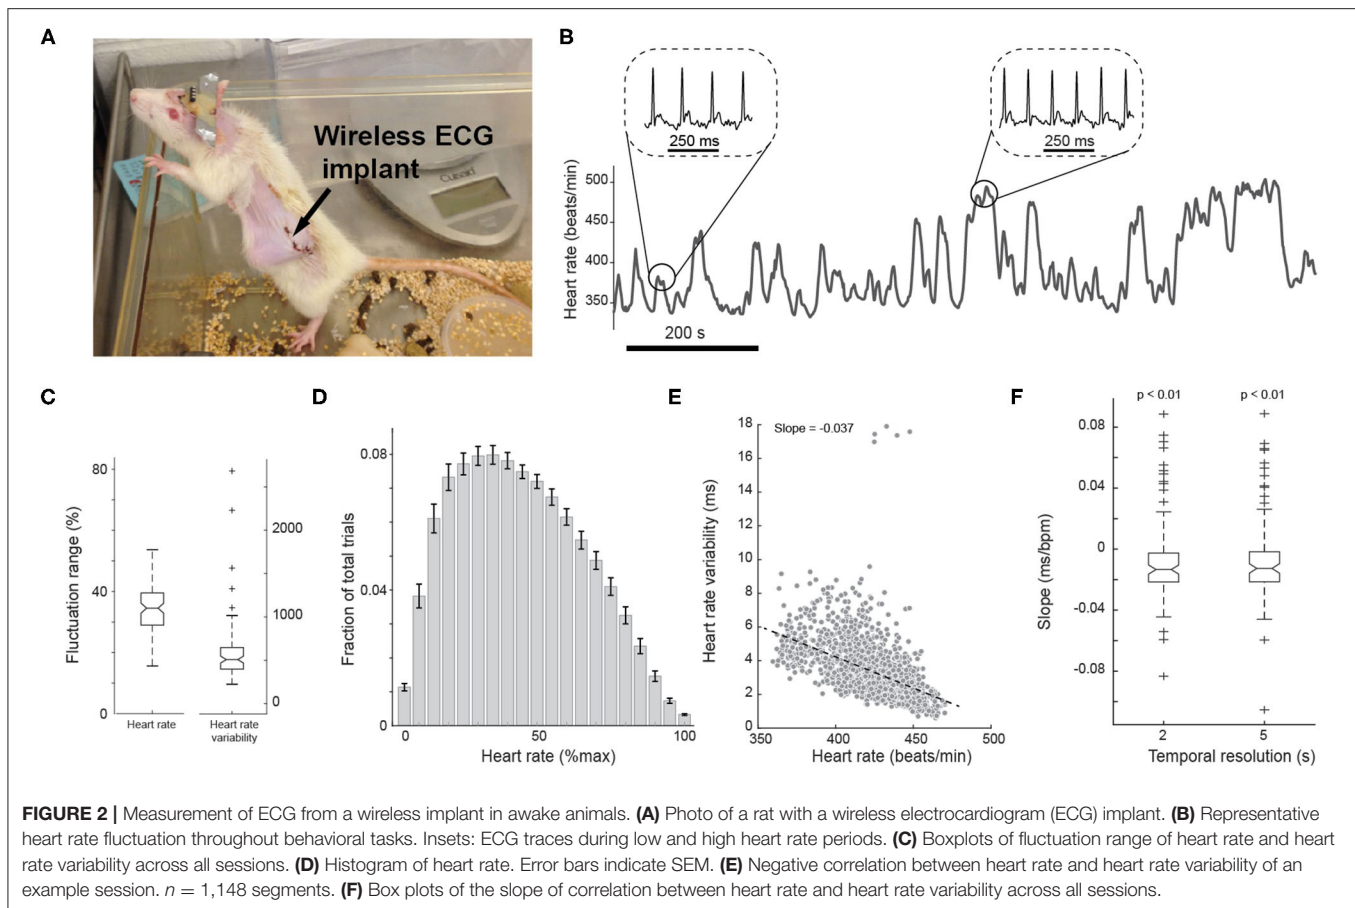 A
Wireless ECG
implant
Cubaid
B
250 ms
250 ms
Heart rate (beats/min)
500
450
400
350
200 s
C
Fluctuation range (%)
80
40
0
2000
1000
0
Heart rate
Heart rate
variability
D
Fraction of total trials
0.08
0.04
0
0
50
100
Heart rate (%max)
E
Slope = -0.037
Heart rate variability (ms)
18
16
14
12
10
8
6
4
2
0
350
400
450
500
Heart rate (beats/min)
F
p < 0.01
p < 0.01
Slope (ms/bpm)
0.08
0.04
0
-0.04
-0.08
2
5
Temporal resolution (s)
FIGURE 2 | Measurement of ECG from a wireless implant in awake animals. (A) Photo of a rat with a wireless electrocardiogram (ECG) implant. (B) Representative
heart rate fluctuation throughout behavioral tasks. Insets: ECG traces during low and high heart rate periods. (C) Boxplots of fluctuation range of heart rate and heart
rate variability across all sessions. (D) Histogram of heart rate. Error bars indicate SEM. (E) Negative correlation between heart rate and heart rate variability of an
example session. n = 1,148 segments. (F) Box plots of the slope of correlation between heart rate and heart rate variability across all sessions.